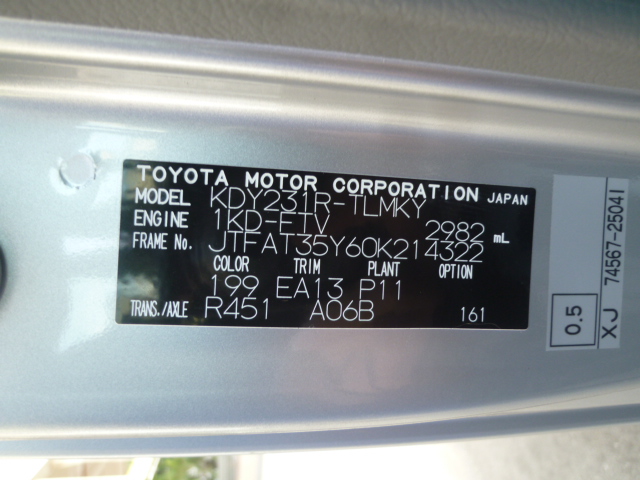 TOYOTA MOTOR CORPORATION JAPAN
MODEL KDY231R-TLMKY
ENGINE 1KD-FTV 2982 mL
FRAME No. JTFAT35Y60K214322
COLOR TRIM PLANT OPTION
199 EA13 P11
TRANS./AXLE R451 A06B 161
0.5
XJ 74567-25041